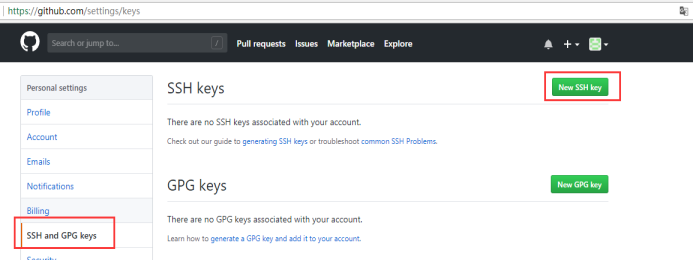 https://github.com/settings/keys
Search or jump to...
/
Pull requests
Issues
Marketplace
Explore
Personal settings
Profile
Account
Emails
Notifications
Billing
SSH and GPG keys
Security
SSH keys
New SSH key
There are no SSH keys associated with your account.
Check out our guide to generating SSH keys or troubleshoot common SSH Problems.
GPG keys
New GPG key
There are no GPG keys associated with your account.
Learn how to generate a GPG key and add it to your account.